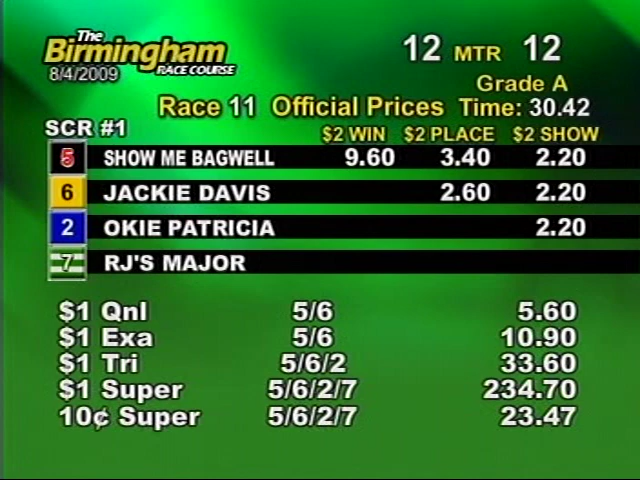 The
Birmingham
RACE COURSE
8/4/2009
12 MTR 12
Grade A
Race 11 Official Prices Time: 30.42
SCR #1
$2 WIN $2 PLACE $2 SHOW
5 SHOW ME BAGWELL 9.60 3.40 2.20
6 JACKIE DAVIS 2.60 2.20
2 OKIE PATRICIA 2.20
7 RJ'S MAJOR
$1 Qnl 5/6 5.60
$1 Exa 5/6 10.90
$1 Tri 5/6/2 33.60
$1 Super 5/6/2/7 234.70
10¢ Super 5/6/2/7 23.47